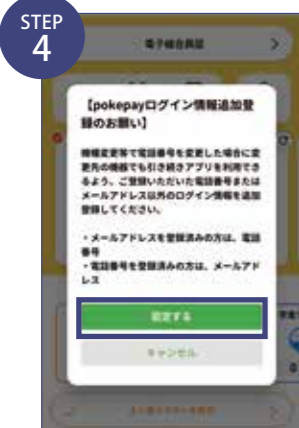 STEP
4
電子組合員証
【pokepayログイン情報追加登
録のお願い】
機種変更等で電話番号を変更した場合に変
更先の機種でも引き続きアプリを利用でき
るよう、ご登録いただいた電話番号または
メールアドレス以外のログイン情報を追加
登録してください。
・メールアドレスを登録済みの方は、電話
番号
・電話番号を登録済みの方は、メールアド
レス
設定する
キャンセル